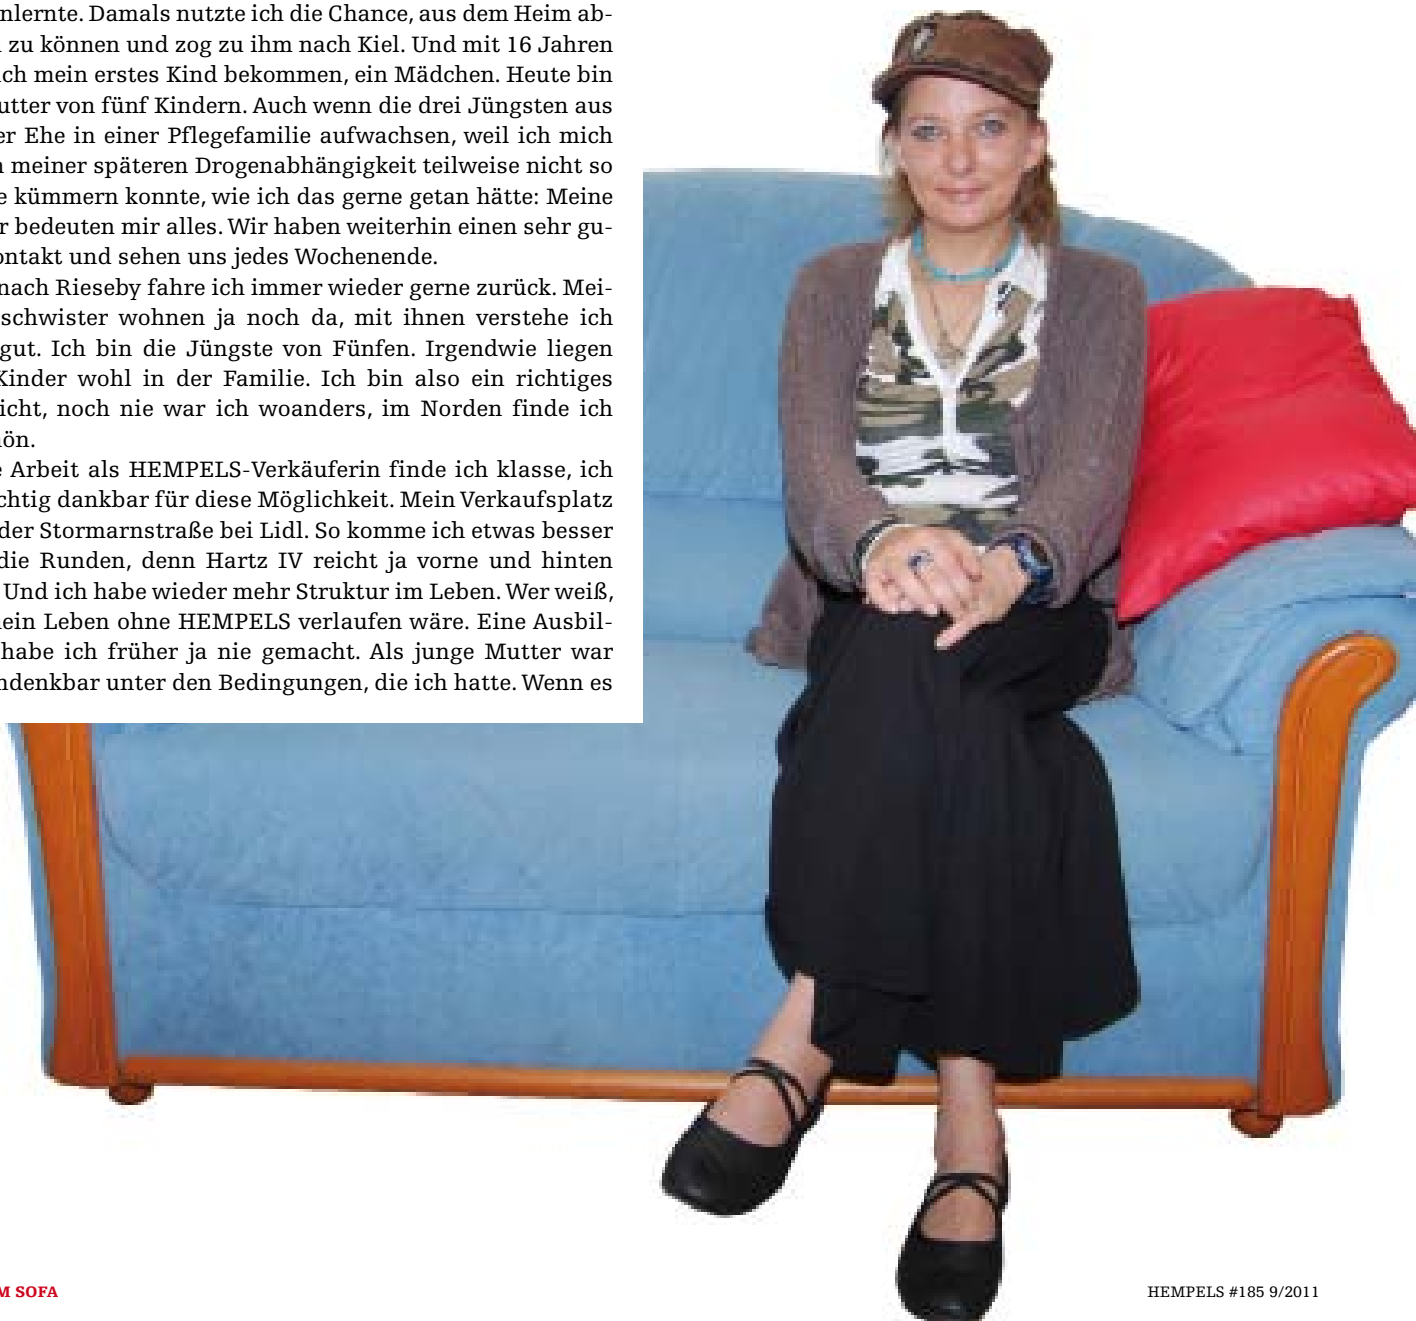 nlernte. Damals nutzte ich die Chance, aus dem Heim ab-
zu können und zog zu ihm nach Kiel. Und mit 16 Jahren
ich mein erstes Kind bekommen, ein Mädchen. Heute bin
utter von fünf Kindern. Auch wenn die drei Jüngsten aus
er Ehe in einer Pflegefamilie aufwachsen, weil ich mich
n meiner späteren Drogenabhängigkeit teilweise nicht so
e kümmern konnte, wie ich das gerne getan hätte: Meine
r bedeuten mir alles. Wir haben weiterhin einen sehr gu-
ontakt und sehen uns jedes Wochenende.
nach Rieseby fahre ich immer wieder gerne zurück. Mei-
schwister wohnen ja noch da, mit ihnen verstehe ich
gut. Ich bin die Jüngste von Fünfen. Irgendwie liegen
Kinder wohl in der Familie. Ich bin also ein richtiges
icht, noch nie war ich woanders, im Norden finde ich
ön.
e Arbeit als HEMPELS-Verkäuferin finde ich klasse, ich
chtig dankbar für diese Möglichkeit. Mein Verkaufsplatz
der Stormarnstraße bei Lidl. So komme ich etwas besser
die Runden, denn Hartz IV reicht ja vorne und hinten
Und ich habe wieder mehr Struktur im Leben. Wer weiß,
ein Leben ohne HEMPELS verlaufen wäre. Eine Ausbil-
habe ich früher ja nie gemacht. Als junge Mutter war
ndenkbar unter den Bedingungen, die ich hatte. Wenn es
M SOFA
HEMPELS #185 9/2011